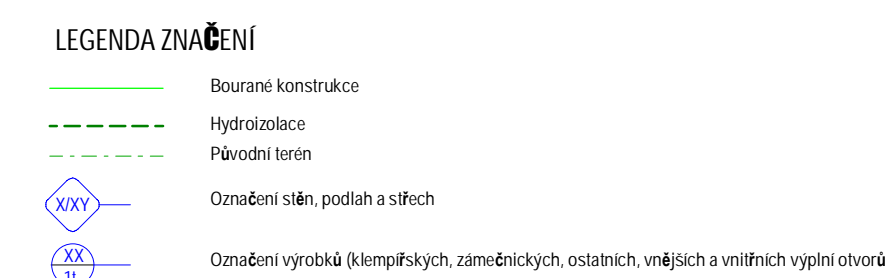 LEGENDA ZNAČENÍ
Bourané konstrukce
Hydroizolace
Původní terén
X/XY
Označení stěn, podlah a střech
XX
Označení výrobků (klempířských, zámečnických, ostatních, vnějších a vnitřních výplní otvorů
1t